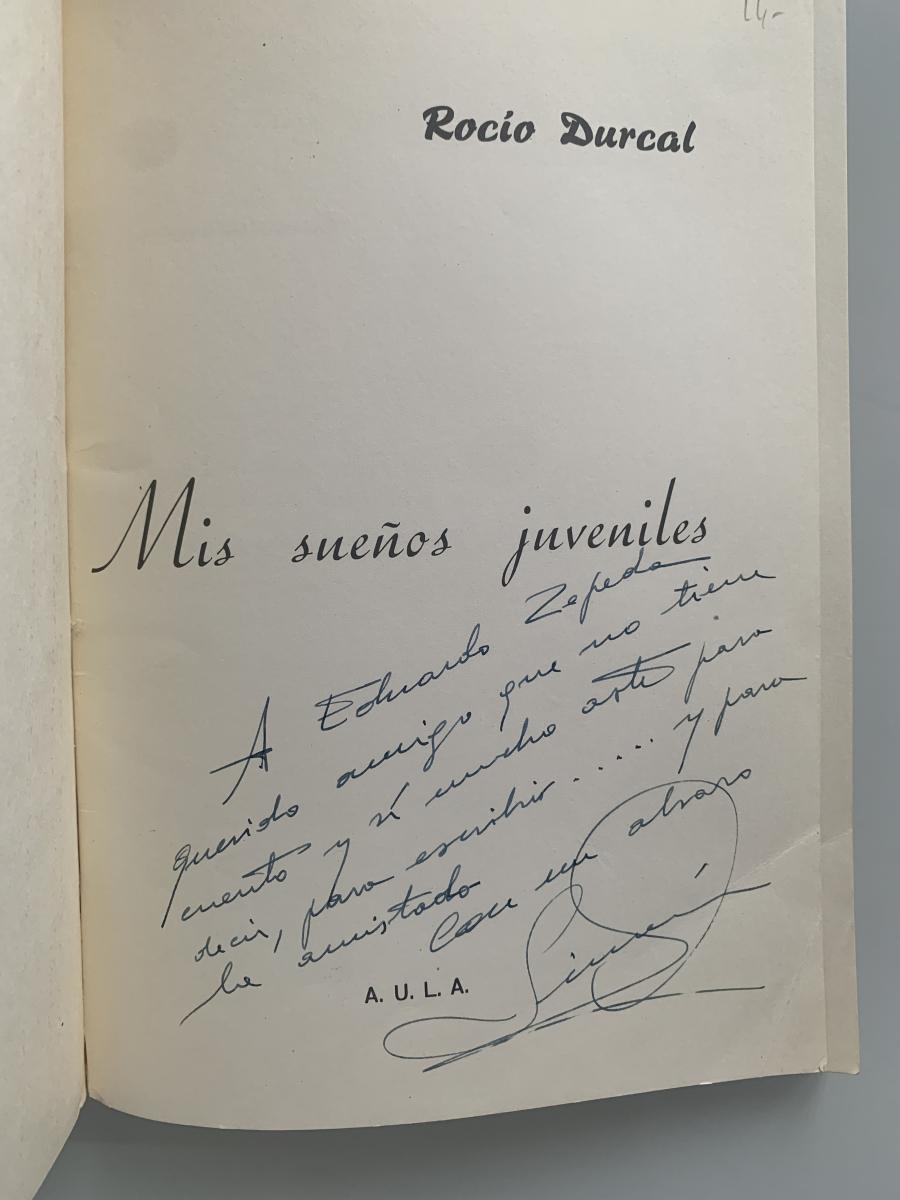 14,-
Rocío Durcal
Mis sueños juveniles
A Eduardo Zepeda
querido amigo que no tiene
cuento y sí mucho arte para
decir, para escribir...... y para
la amistad
Con un abrazo
A. U. L. A.